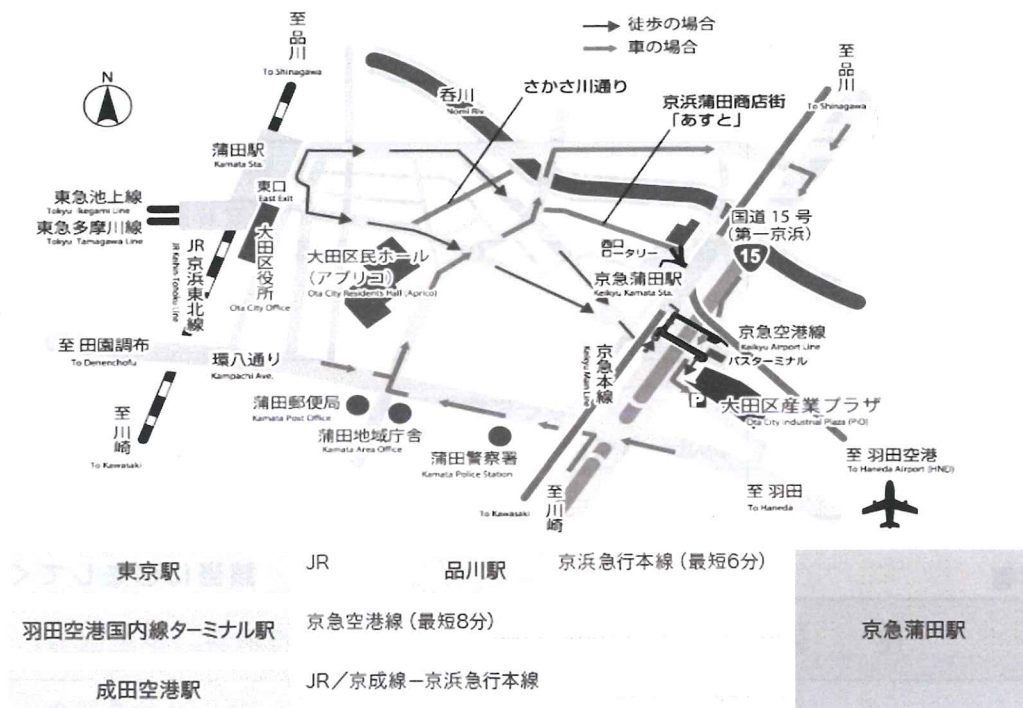 徒歩の場合
車の場合
至 品川
To Shinagawa
至 品川
To Shinagawa
N
呑川
Nomi Riv.
さかさ川通り
京浜蒲田商店街
「あすと」
蒲田駅
Kamata Sta.
東口
East Exit
東急池上線
Tokyu Ikegami Line
東急多摩川線
Tokyu Tamagawa Line
JR 京浜東北線
JR Keihin Tohoku Line
大田区役所
Ota City Office
大田区民ホール
(アプリコ)
Ota City Residents Hall (Aprico)
西口
ロータリー
京急蒲田駅
Keikyu Kamata Sta.
国道 15 号
(第一京浜)
15
京急空港線
Keikyu Airport Line
バスターミナル
京急本線
Keikyu Main Line
P
大田区産業プラザ
Ota City Industrial Plaza (PiO)
至 田園調布
To Denenchofu
環八通り
Kampachi Ave.
蒲田郵便局
Kamata Post Office
蒲田地域庁舎
Kamata Area Office
蒲田警察署
Kamata Police Station
至 川崎
To Kawasaki
至 川崎
To Kawasaki
至 羽田
To Haneda
至 羽田空港
To Haneda Airport (HND)
東京駅 JR 品川駅 京浜急行本線 (最短6分)
羽田空港国内線ターミナル駅 京急空港線 (最短8分) 京急蒲田駅
成田空港駅 JR/京成線ー京浜急行本線